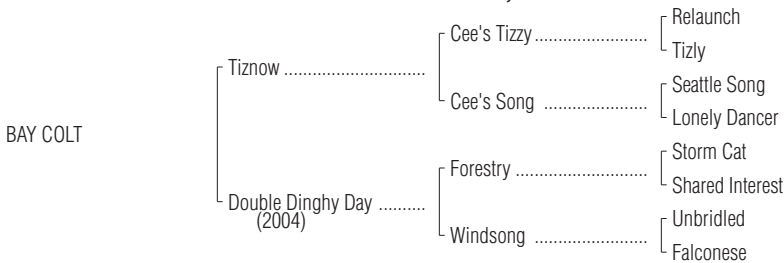 Relaunch
Cee's Tizzy
Tizly
Tiznow
Seattle Song
Cee's Song
Lonely Dancer
BAY COLT
Storm Cat
Forestry
Shared Interest
Double Dinghy Day
(2004)
Unbridled
Windsong
Falconese